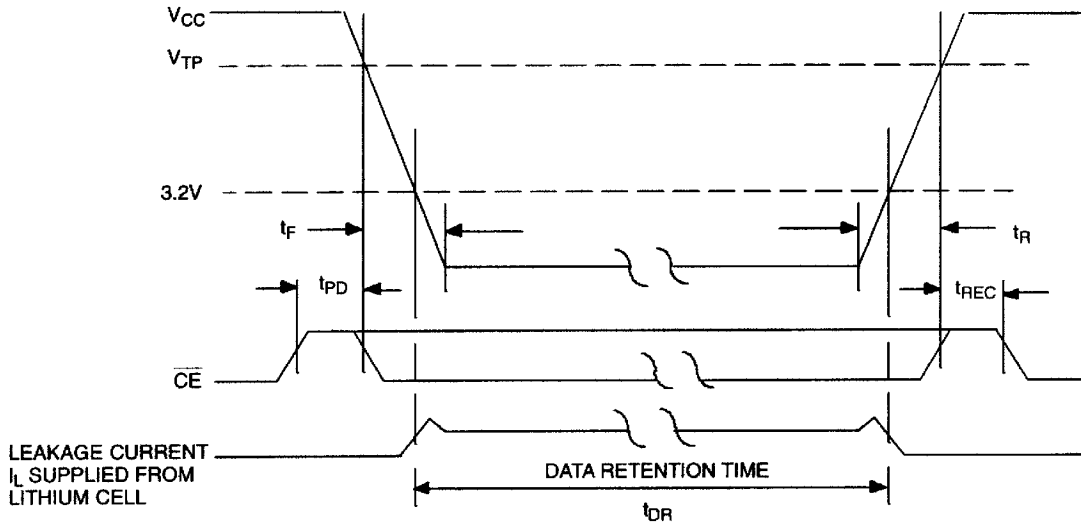 VCC
VTP
3.2V
tF
tR
tPD
tREC
CE
LEAKAGE CURRENT
IL SUPPLIED FROM
LITHIUM CELL
DATA RETENTION TIME
tDR